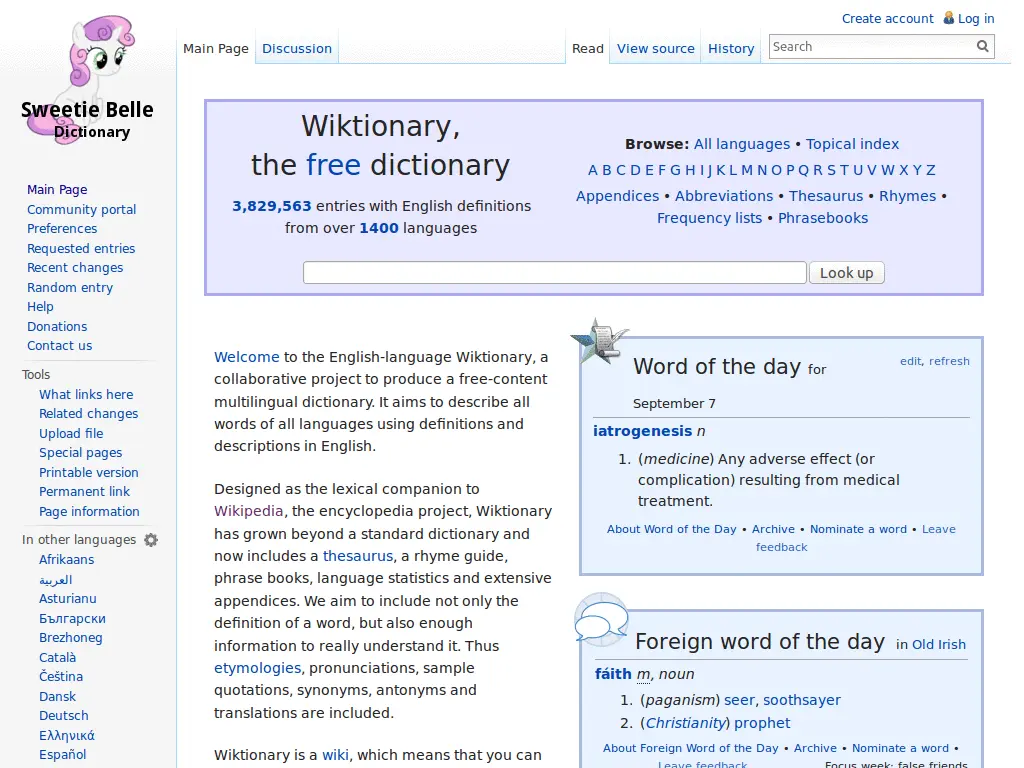 Create account Log in
Main Page Discussion Read View source History Search
Sweetie Belle
Dictionary
Main Page
Community portal
Preferences
Requested entries
Recent changes
Random entry
Help
Donations
Contact us
Tools
What links here
Related changes
Upload file
Special pages
Printable version
Permanent link
Page information
In other languages
Afrikaans
العربية
Asturianu
Български
Brezhoneg
Català
Čeština
Dansk
Deutsch
Ελληνικά
Español
Wiktionary,
the free dictionary
3,829,563 entries with English definitions
from over 1400 languages
Browse: All languages • Topical index
A B C D E F G H I J K L M N O P Q R S T U V W X Y Z
Appendices • Abbreviations • Thesaurus • Rhymes •
Frequency lists • Phrasebooks
Look up
Welcome to the English-language Wiktionary, a
collaborative project to produce a free-content
multilingual dictionary. It aims to describe all
words of all languages using definitions and
descriptions in English.
Designed as the lexical companion to
Wikipedia, the encyclopedia project, Wiktionary
has grown beyond a standard dictionary and
now includes a thesaurus, a rhyme guide,
phrase books, language statistics and extensive
appendices. We aim to include not only the
definition of a word, but also enough
information to really understand it. Thus
etymologies, pronunciations, sample
quotations, synonyms, antonyms and
translations are included.
Wiktionary is a wiki, which means that you can
Word of the day for
edit, refresh
September 7
iatrogenesis n
1. (medicine) Any adverse effect (or
complication) resulting from medical
treatment.
About Word of the Day • Archive • Nominate a word • Leave
feedback
Foreign word of the day in Old Irish
fáith m, noun
1. (paganism) seer, soothsayer
2. (Christianity) prophet
About Foreign Word of the Day • Archive • Nominate a word •
Leave feedback Focus week: false friends